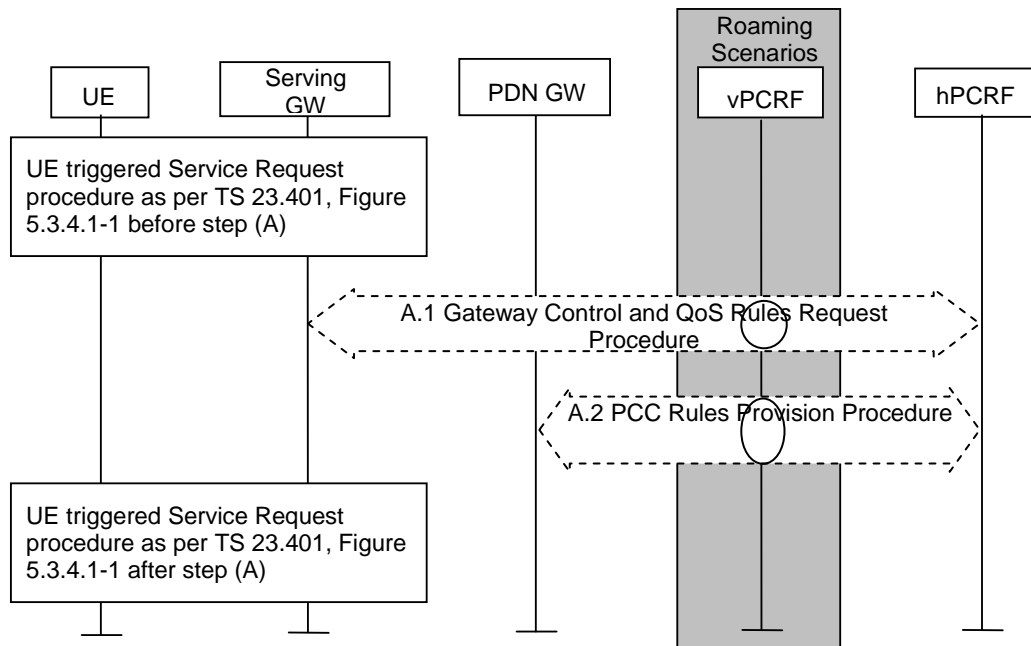 Roaming
Scenarios
UE
Serving
GW
PDN GW
vPCRF
hPCRF
UE triggered Service Request
procedure as per TS 23.401, Figure
5.3.4.1-1 before step (A)
A.1 Gateway Control and QoS Rules Request
Procedure
A.2 PCC Rules Provision Procedure
UE triggered Service Request
procedure as per TS 23.401, Figure
5.3.4.1-1 after step (A)